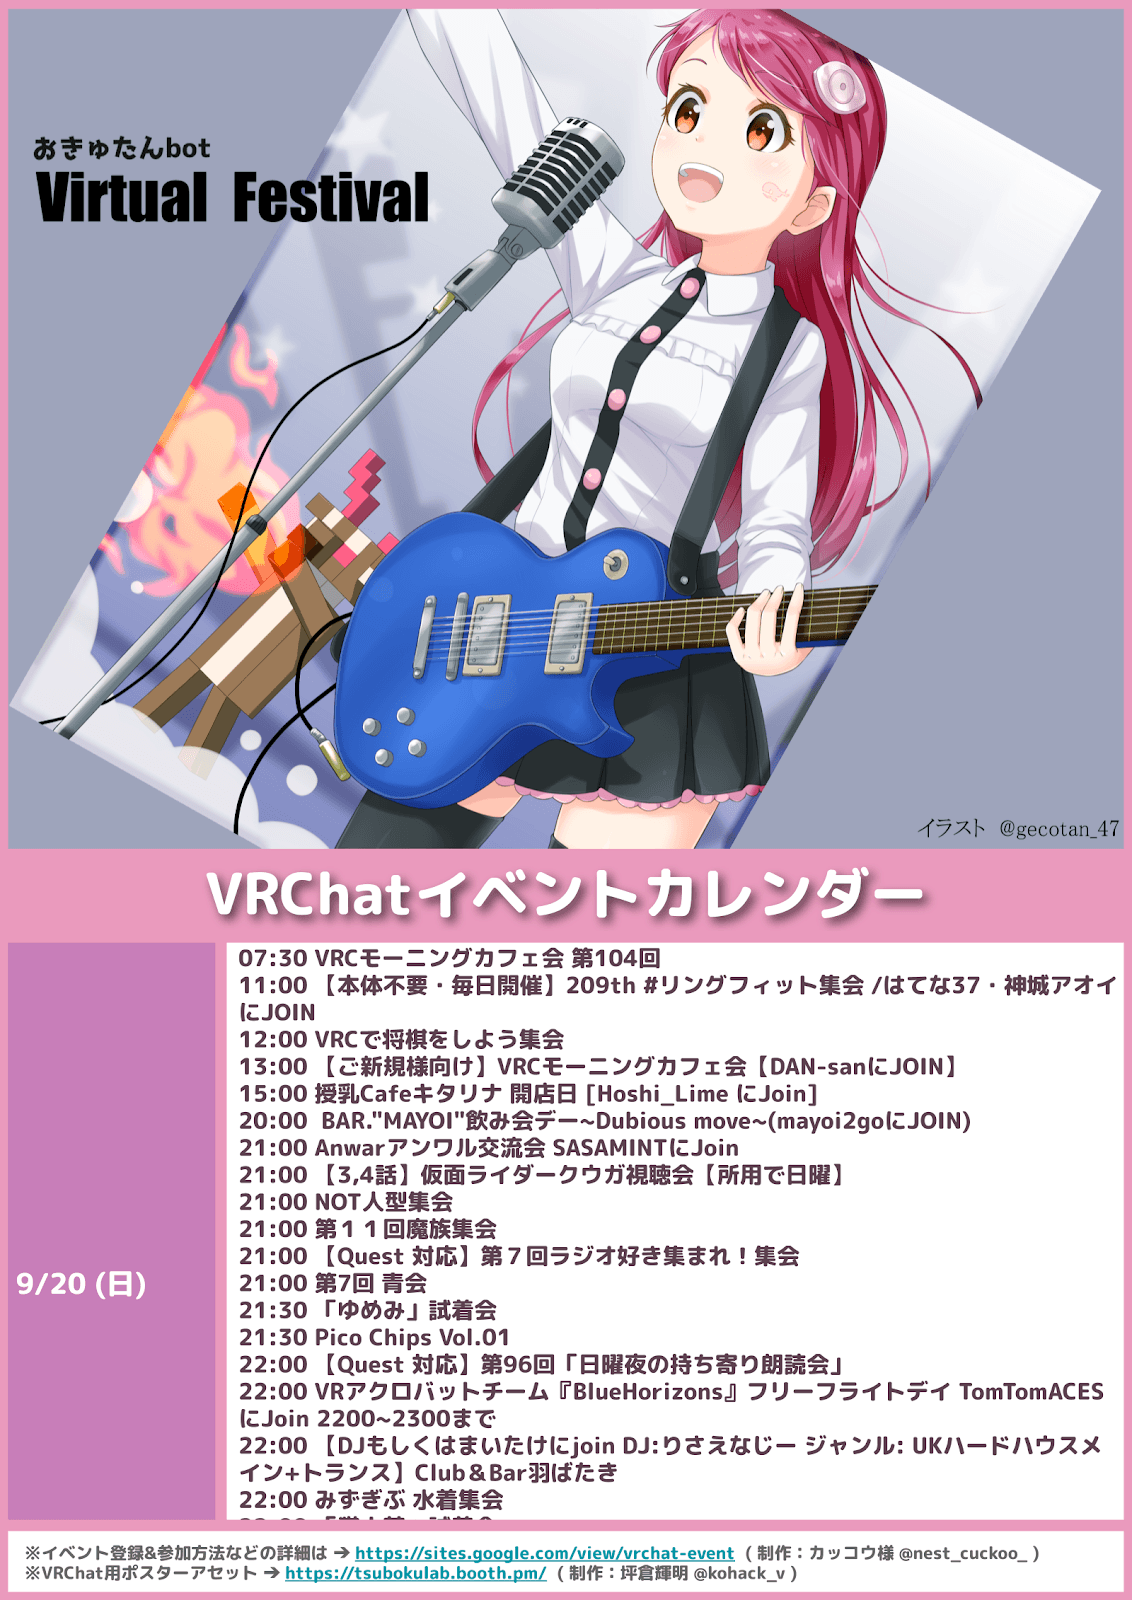 おきゅたんbot
Virtual Festival
イラスト @gecotan_47
VRChatイベントカレンダー
9/20 (日)
07:30 VRCモーニングカフェ会 第104回
11:00 【本体不要・毎日開催】209th #リングフィット集会 /はてな37・神城アオイ
にJOIN
12:00 VRCで将棋をしよう集会
13:00 【ご新規様向け】VRCモーニングカフェ会【DAN-sanにJOIN】
15:00 授乳Cafeキタリナ 開店日 [Hoshi_Lime にJoin]
20:00 BAR."MAYOI"飲み会デー~Dubious move~(mayoi2goにJOIN)
21:00 Anwarアンワル交流会 SASAMINTにJoin
21:00 【3,4話】仮面ライダークウガ視聴会【所用で日曜】
21:00 NOT人型集会
21:00 第１１回魔族集会
21:00 【Quest 対応】第７回ラジオ好き集まれ！集会
21:00 第7回 青会
21:30 「ゆめみ」試着会
21:30 Pico Chips Vol.01
22:00 【Quest 対応】第96回「日曜夜の持ち寄り朗読会」
22:00 VRアクロバットチーム『BlueHorizons』フリーフライトデイ TomTomACES
にJoin 2200~2300まで
22:00 【DJもしくはまいたけにjoin DJ:りさえなじー ジャンル: UKハードハウスメ
イン+トランス】Club＆Bar羽ばたき
22:00 みずぎぶ 水着集会
※イベント登録&参加方法などの詳細は → https://sites.google.com/view/vrchat-event ( 制作：カッコウ様 @nest_cuckoo_ )
※VRChat用ポスターアセット → https://tsubokulab.booth.pm/ ( 制作：坪倉輝明 @kohack_v )